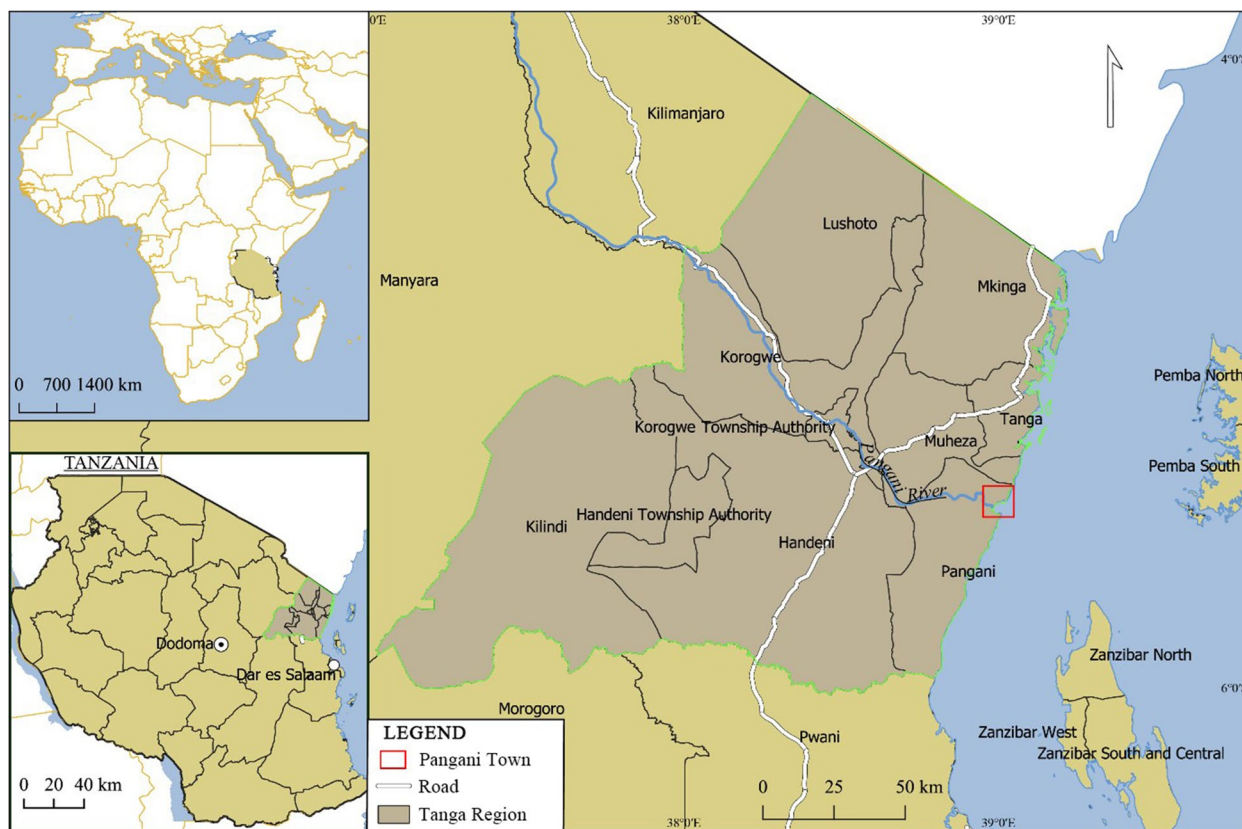 0°E
38°0'E
39°0'E
4°0'
Kilimanjaro
Lushoto
Manyara
Mkinga
0 700 1400 km
Korogwe
Pemba North
Korogwe Township Authority
Tanga
Muheza
TANZANIA
Pemba South
Pangani River
Kilindi
Handeni Township Authority
Handeni
Pangani
Dodoma
Dar es Salaam
Zanzibar North
6°0'
Morogoro
Pwani
Zanzibar West
Zanzibar South and Central
LEGEND
Pangani Town
Road
Tanga Region
0 20 40 km
0 25 50 km
38°0'E
39°0'E